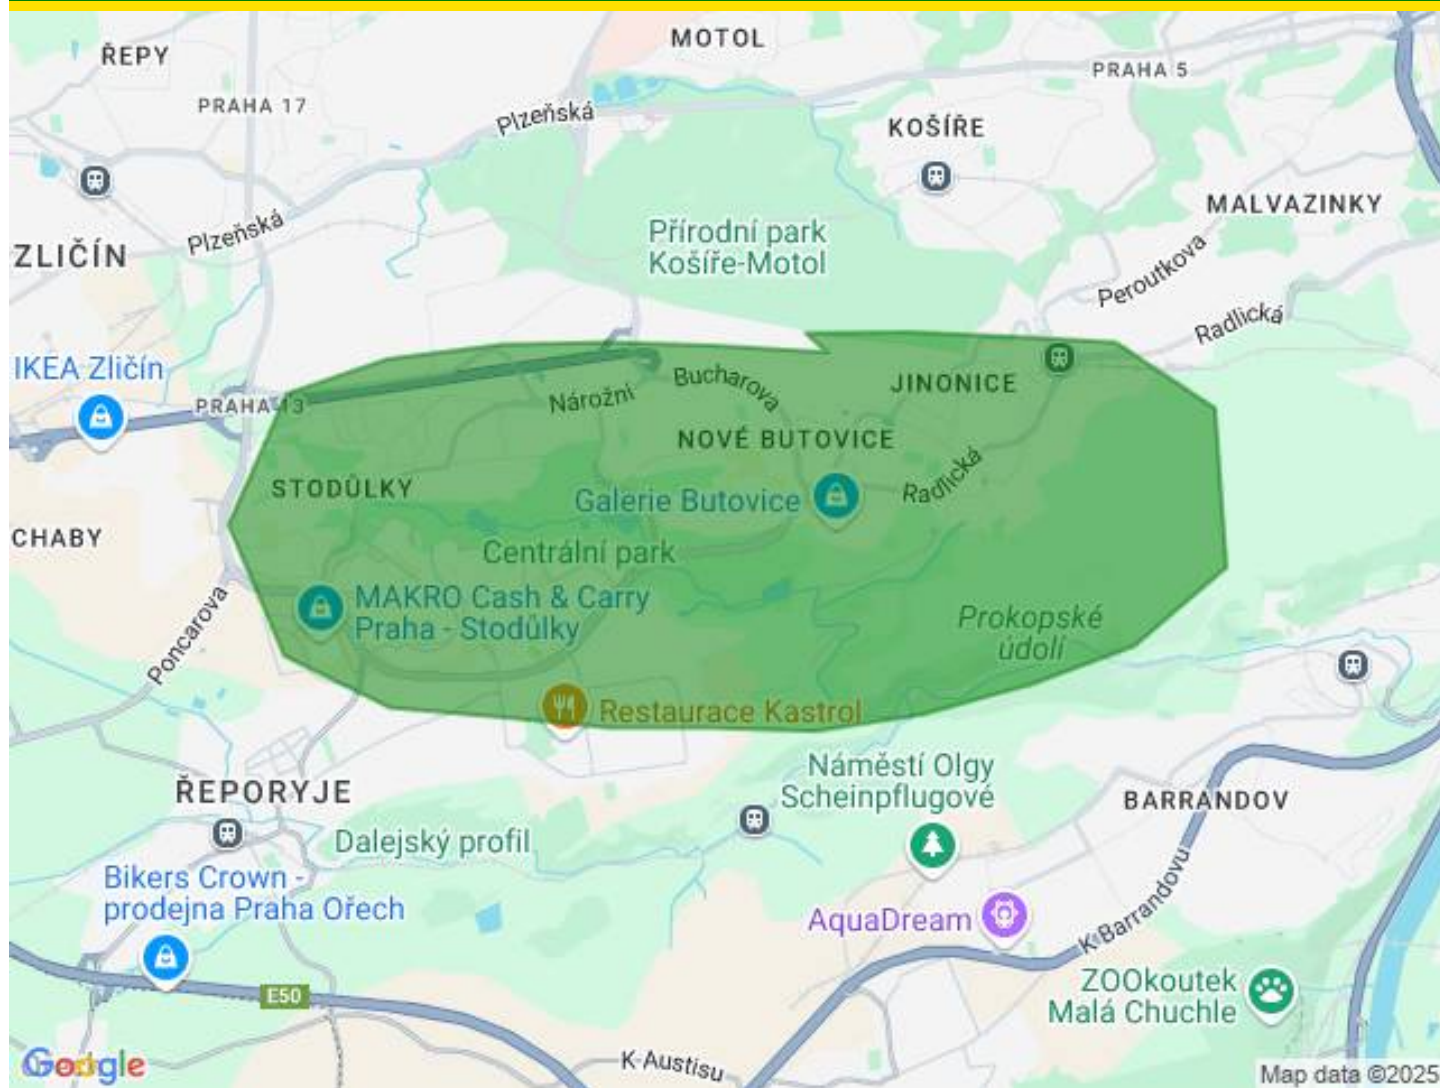 MOTOL
ŘEPY
PRAHA 5
PRAHA 17
Plzeňská
KOŠÍŘE
MALVAZINKY
Plzeňská
Přírodní park
Košíře-Motol
ZLIČÍN
Peroutkova
Radlická
IKEA Zličín
Bucharova
JINONICE
Nárožní
PRAHA 13
NOVÉ BUTOVICE
STODŮLKY
Radlická
Galerie Butovice
CHABY
Centrální park
MAKRO Cash & Carry
Praha - Stodůlky
Prokopské
údolí
Poncarova
Restaurace Kastrol
Náměstí Olgy
Scheinpflugové
ŘEPORYJE
BARRANDOV
Dalejský profil
Bikers Crown -
prodejna Praha Ořech
AquaDream
K Barrandovu
ZOOkoutek
Malá Chuchle
E50
Google
K Austisu
Map data ©2025